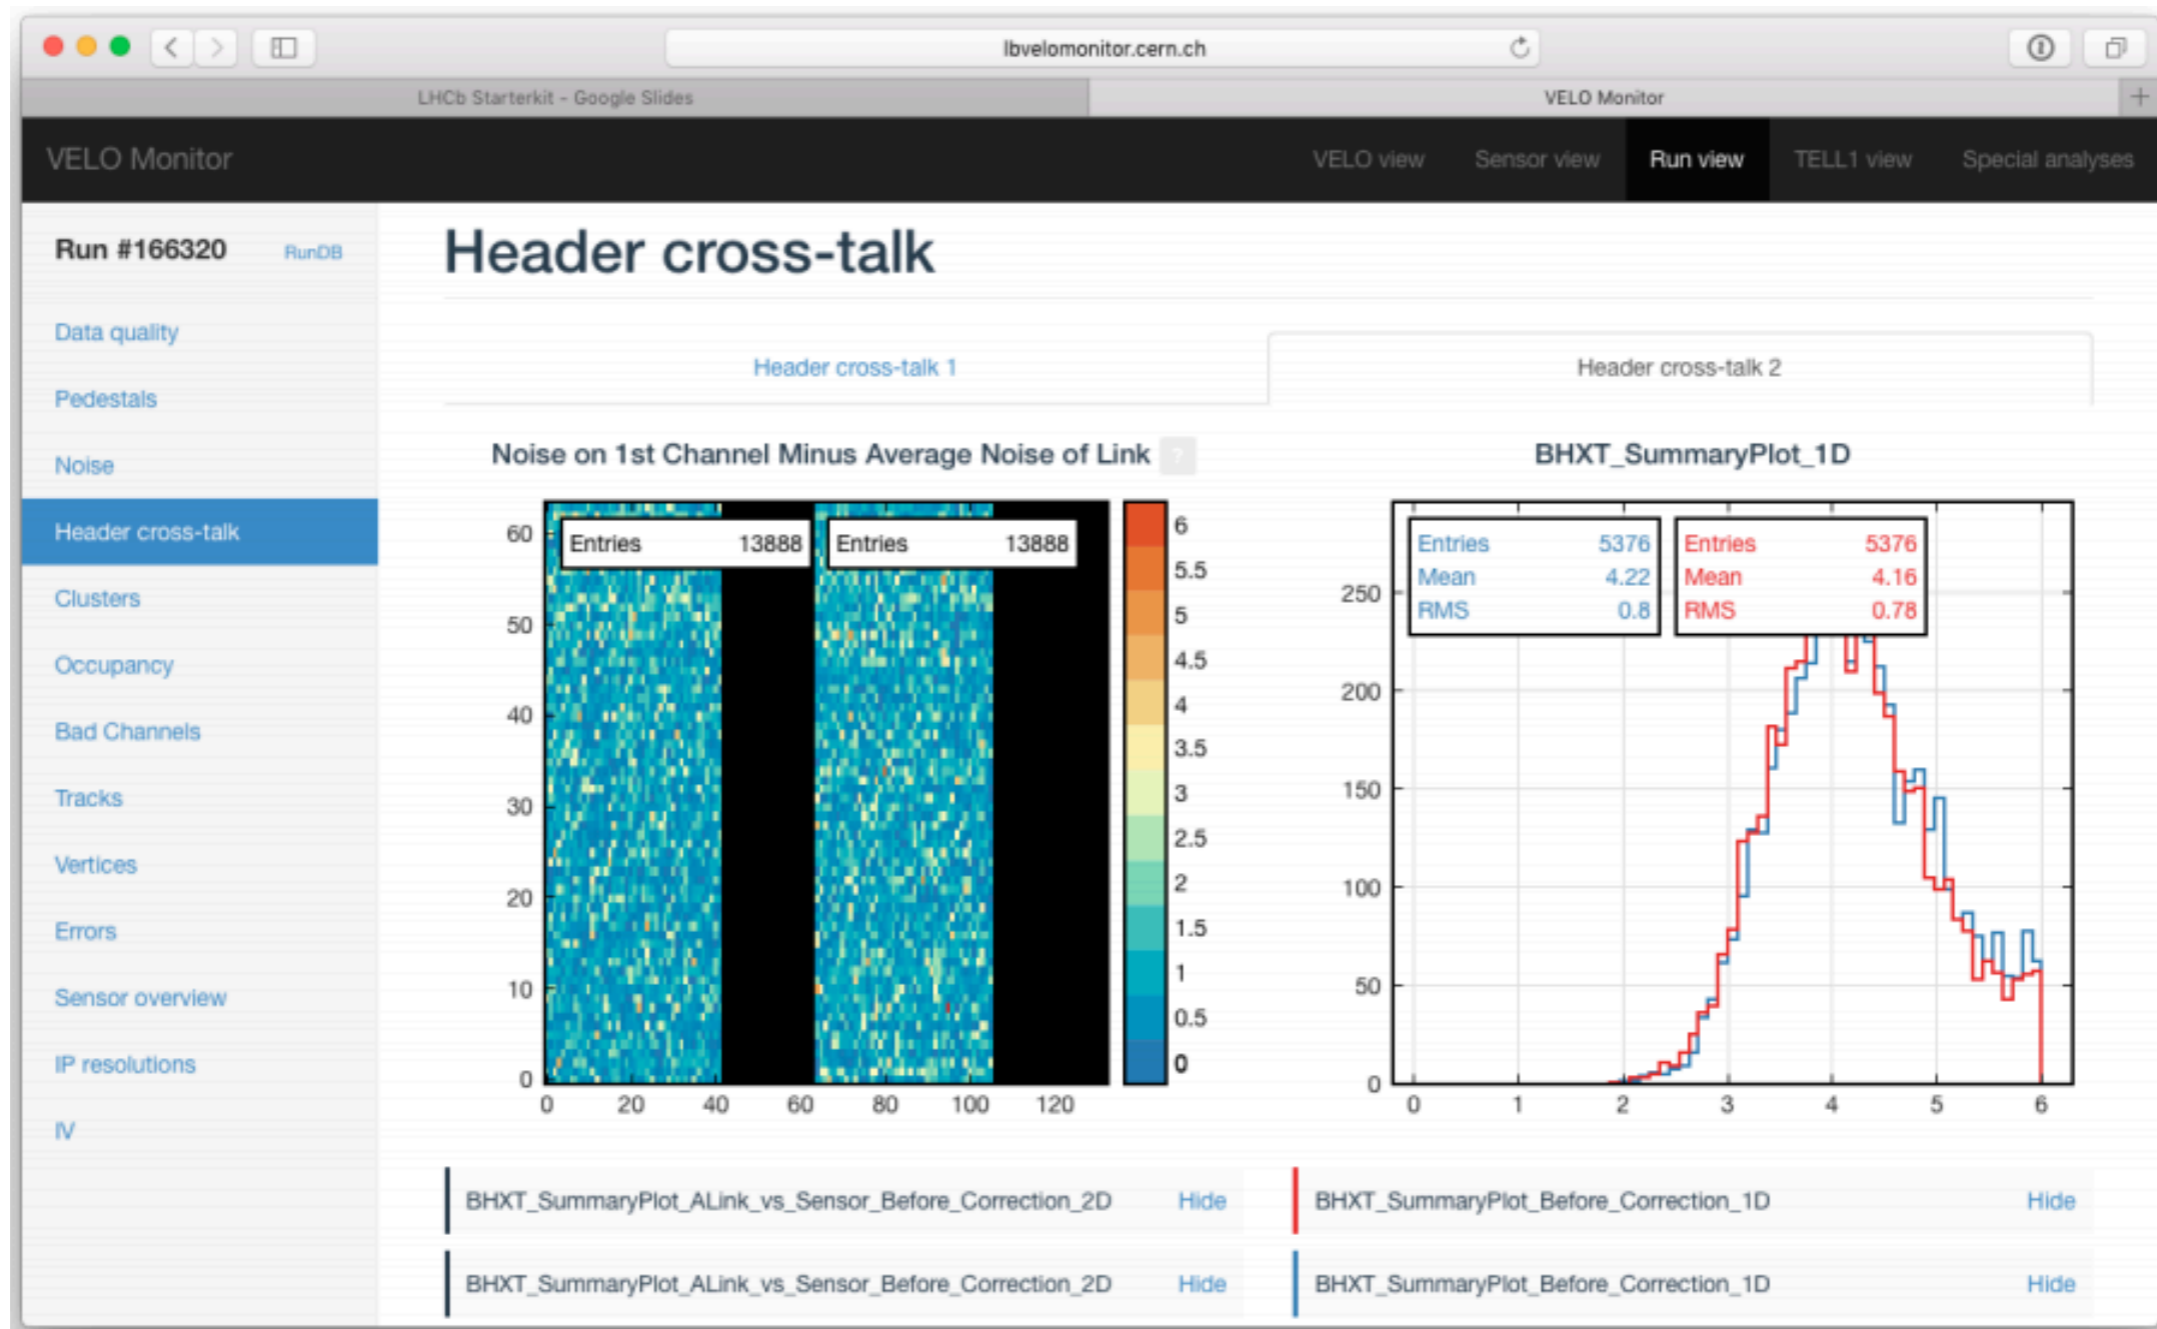 lbvelomonitor.cern.ch
LHCb Starterkit - Google Slides
VELO Monitor
VELO Monitor
VELO view
Sensor view
Run view
TELL1 view
Special analyses
Run #166320
RunDB
Data quality
Pedestals
Noise
Header cross-talk
Clusters
Occupancy
Bad Channels
Tracks
Vertices
Errors
Sensor overview
IP resolutions
IV
Header cross-talk
Header cross-talk 1
Header cross-talk 2
Noise on 1st Channel Minus Average Noise of Link ?
Entries 13888
Entries 13888
60
50
40
30
20
10
0
0 20 40 60 80 100 120
6
5.5
5
4.5
4
3.5
3
2.5
2
1.5
1
0.5
0
BHXT_SummaryPlot_1D
Entries 5376
Mean 4.22
RMS 0.8
Entries 5376
Mean 4.16
RMS 0.78
250
200
150
100
50
0
0 1 2 3 4 5 6
BHXT_SummaryPlot_ALink_vs_Sensor_Before_Correction_2D Hide
BHXT_SummaryPlot_ALink_vs_Sensor_Before_Correction_2D Hide
BHXT_SummaryPlot_Before_Correction_1D Hide
BHXT_SummaryPlot_Before_Correction_1D Hide